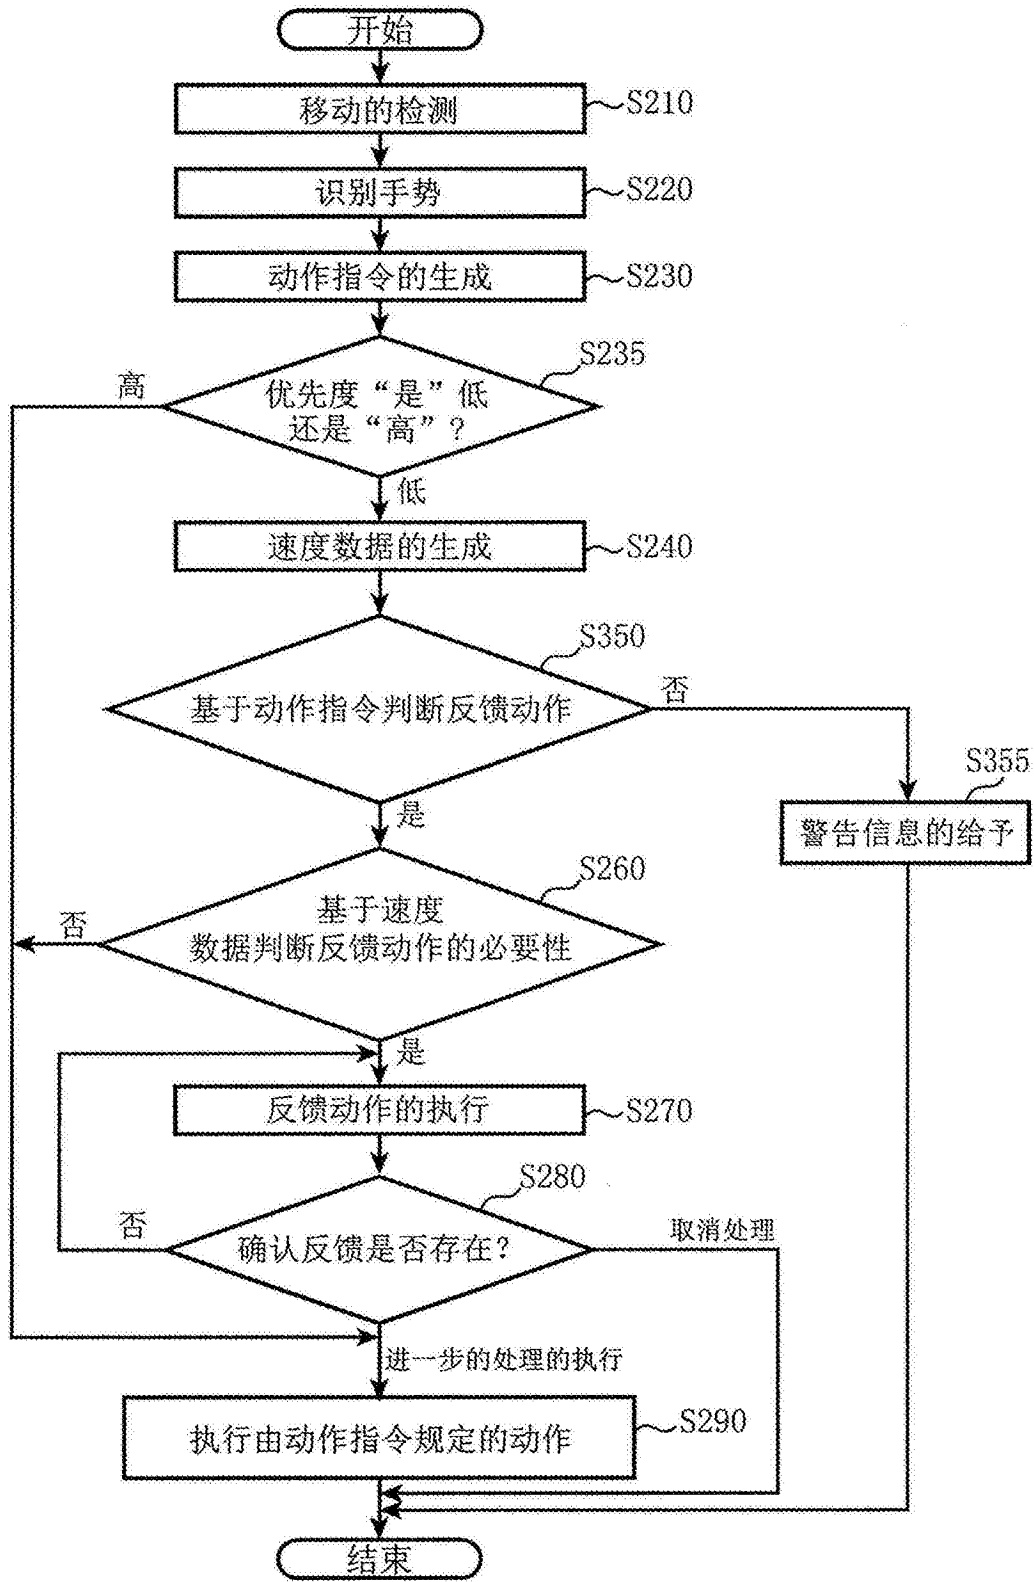 开始
移动的检测
S210
识别手势
S220
动作指令的生成
S230
S235
高
优先度“是”低
还是“高”?
低
速度数据的生成
S240
S350
基于动作指令判断反馈动作
否
S355
警告信息的给予
是
S260
基于速度
数据判断反馈动作的必要性
否
是
反馈动作的执行
S270
S280
否
确认反馈是否存在?
取消处理
进一步的处理的执行
执行由动作指令规定的动作
S290
结束